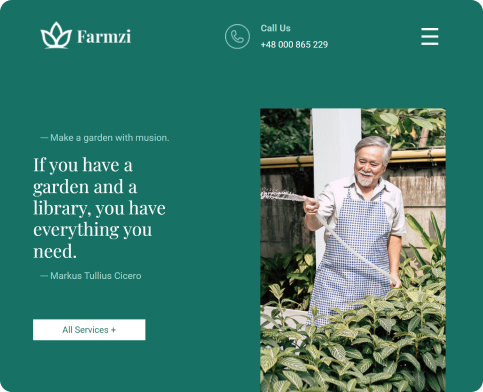 Farmzi
Call Us
+48 000 865 229
— Make a garden with musion.
If you have a
garden and a
library, you have
everything you
need.
— Markus Tullius Cicero
All Services +